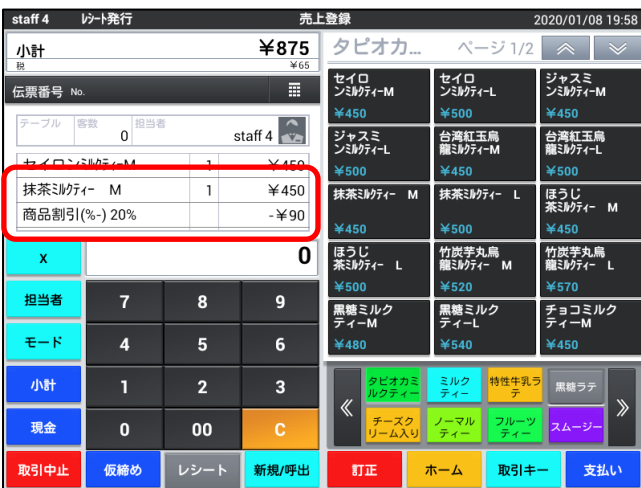 staff 4 ﾚｼｰﾄ発行 売上登録 2020/01/08 19:58
小計 ¥875
税 ¥65
伝票番号 No.
テーブル 客数 0 担当者 staff 4
セイロンﾐﾙｸﾃｨｰM 1 ¥450
抹茶ﾐﾙｸﾃｨｰ M 1 ¥450
商品割引(%-) 20% -¥90
X 0
担当者 7 8 9
モード 4 5 6
小計 1 2 3
現金 0 00 C
取引中止 仮締め レシート 新規/呼出
タピオカ... ページ 1/2
セイロ
ンﾐﾙｸﾃｨｰM
¥450
セイロ
ンﾐﾙｸﾃｨｰL
¥500
ジャスミ
ンﾐﾙｸﾃｨｰM
¥450
ジャスミ
ンﾐﾙｸﾃｨｰL
¥500
台湾紅玉烏
龍ﾐﾙｸﾃｨｰM
¥450
台湾紅玉烏
龍ﾐﾙｸﾃｨｰL
¥500
抹茶ﾐﾙｸﾃｨｰ M
¥450
抹茶ﾐﾙｸﾃｨｰ L
¥500
ほうじ
茶ﾐﾙｸﾃｨｰ M
¥450
ほうじ
茶ﾐﾙｸﾃｨｰ L
¥500
竹炭芋丸烏
龍ﾐﾙｸﾃｨｰ M
¥520
竹炭芋丸烏
龍ﾐﾙｸﾃｨｰ L
¥570
黒糖ミルク
ティーM
¥480
黒糖ミルク
ティーL
¥540
チョコミルク
ティーM
¥450
タピオカミ
ルクティー
ミルク
ティー
特性牛乳ラ
テ
黒糖ラテ
チーズク
リーム入り
ノーマル
ティー
フルーツ
ティー
スムージー
訂正 ホーム 取引キー 支払い